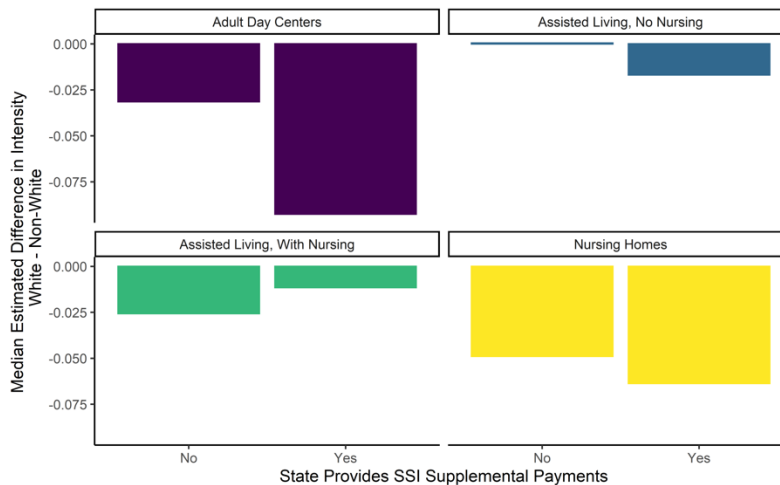 Adult Day Centers
Assisted Living, No Nursing
0.000
-0.025
-0.050
-0.075
Assisted Living, With Nursing
Nursing Homes
0.000
-0.025
-0.050
-0.075
No
Yes
No
Yes
State Provides SSI Supplemental Payments
Median Estimated Difference in Intensity
White - Non-White